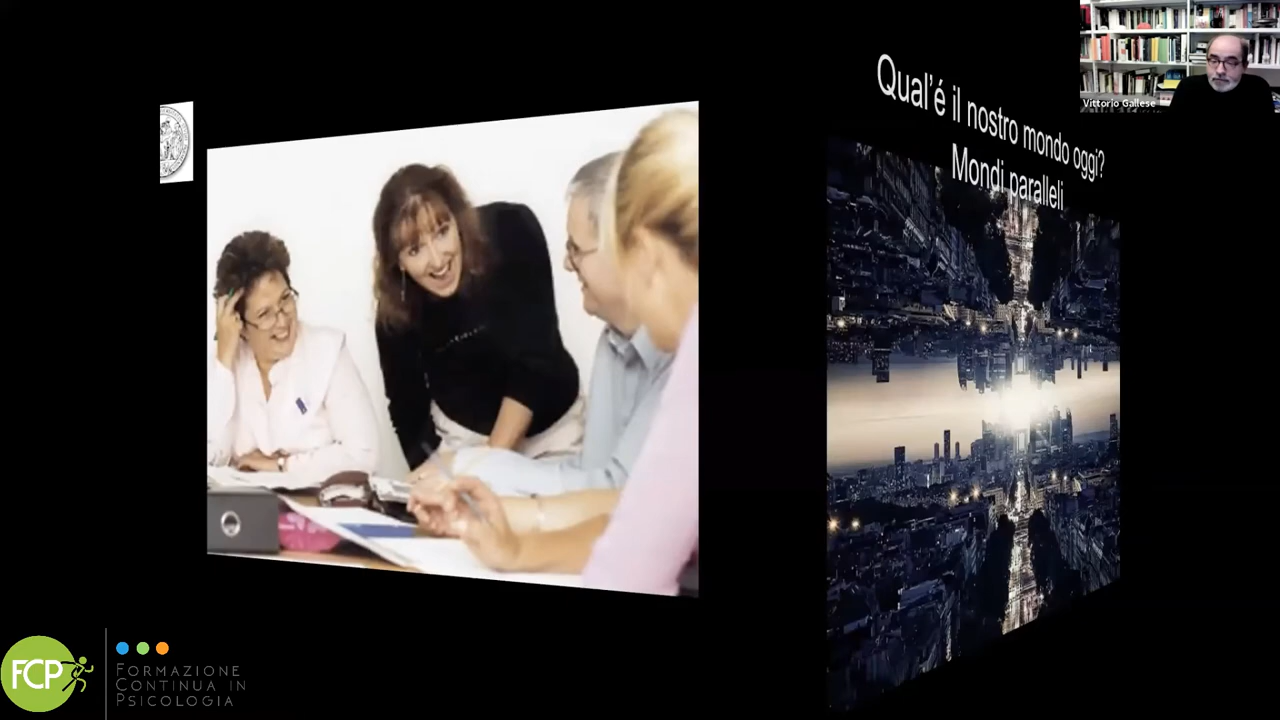 Qual'é il nostro mondo oggi?
Mondi paralleli
Vittorio Gallese
FCP
FORMAZIONE
CONTINUA IN
PSICOLOGIA